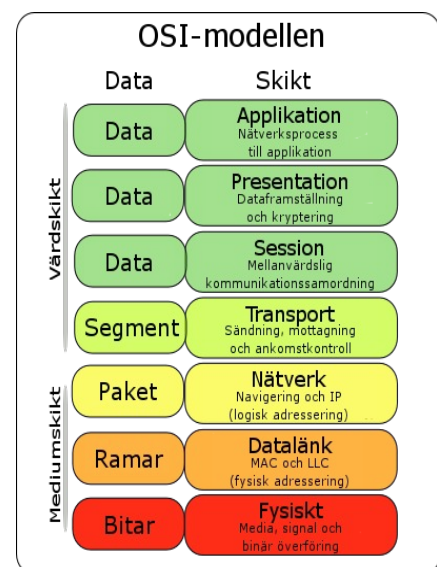 OSI-modellen
Data Skikt
Data
Applikation
Nätverksprocess
till applikation
Data
Presentation
Dataframställning
och kryptering
Data
Session
Mellanvärdslig
kommunikationssamordning
Segment
Transport
Sändning, mottagning
och ankomstkontroll
Paket
Nätverk
Navigering och IP
(logisk adressering)
Ramar
Datalänk
MAC och LLC
(fysisk adressering)
Bitar
Fysiskt
Media, signal och
binär överföring
Värdskikt
Mediumskikt